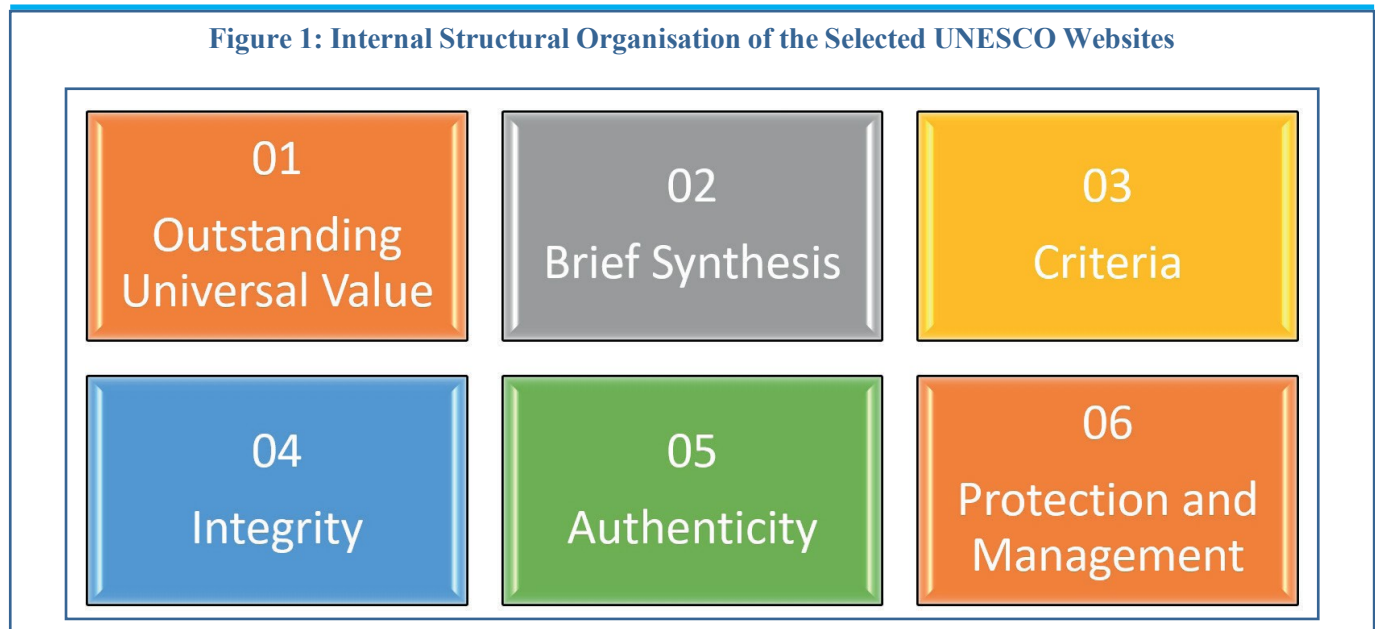 Figure 1: Internal Structural Organisation of the Selected UNESCO Websites
01
Outstanding
Universal Value
02
Brief Synthesis
03
Criteria
04
Integrity
05
Authenticity
06
Protection and
Management